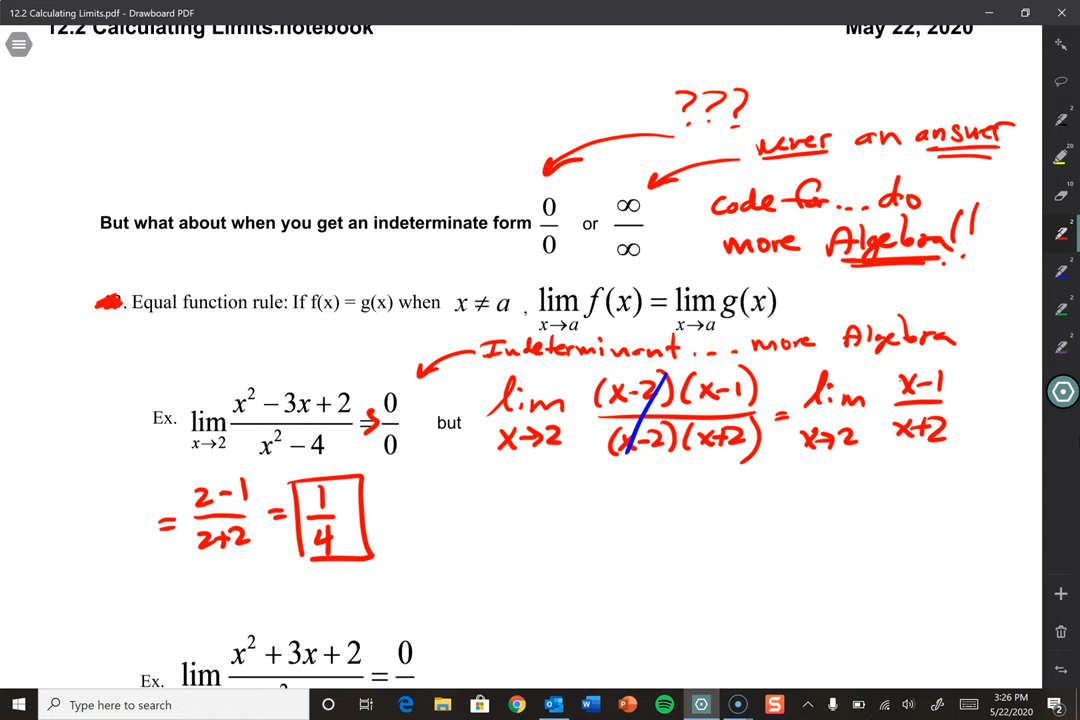 12.2 Calculating Limits.pdf - Drawboard PDF
12.2 Calculating Limits.notebook May 22, 2020
???
never an answer
But what about when you get an indeterminate form 0/0 or ∞/∞
code for... do
more Algebra!!
. Equal function rule: If f(x) = g(x) when x ≠ a , lim x→a f(x) = lim x→a g(x)
Indeterminant .... more Algebra
Ex. lim x→2 (x² − 3x + 2)/(x² − 4) = 0/0 but lim x→2 (x-2)(x-1)/(x-2)(x+2) = lim x→2 (x-1)/(x+2)
= (2-1)/(2+2) = 1/4
Ex. lim x² + 3x + 2 = 0
Type here to search
3:26 PM
5/22/2020